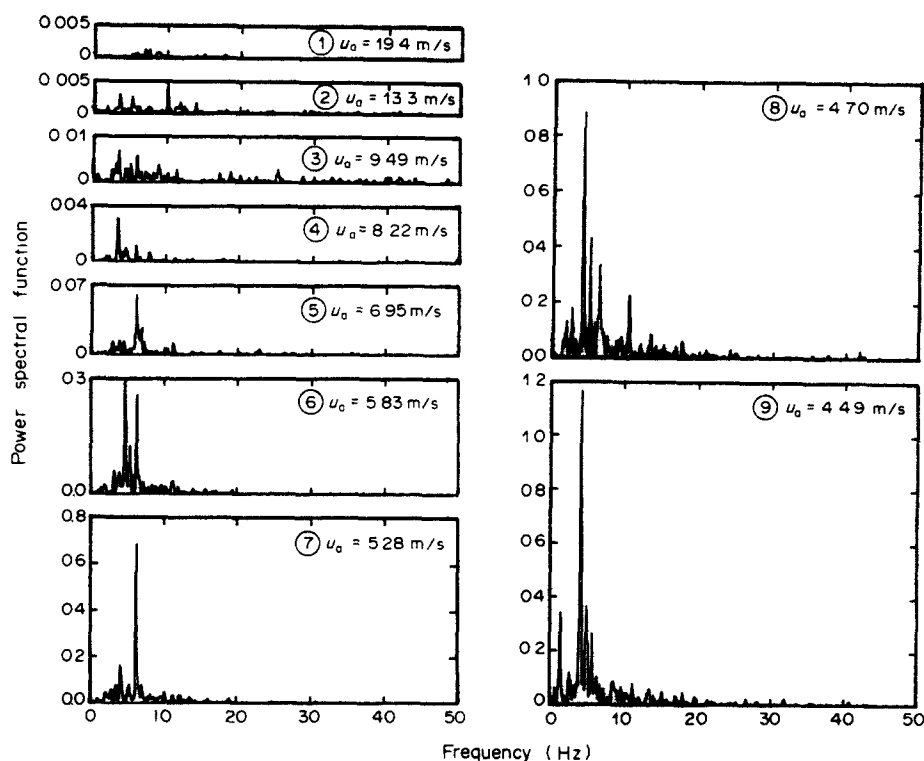 Power spectral function
0.005
0
① u_a = 19.4 m/s
0.005
0
② u_a = 13.3 m/s
0.01
0
③ u_a = 9.49 m/s
0.04
0
④ u_a = 8.22 m/s
0.07
0
⑤ u_a = 6.95 m/s
0.3
0.0
⑥ u_a = 5.83 m/s
0.8
0.6
0.4
0.2
0.0
⑦ u_a = 5.28 m/s
0 10 20 30 40 50
1.0
0.8
0.6
0.4
0.2
0.0
⑧ u_a = 4.70 m/s
1.2
1.0
0.8
0.6
0.4
0.2
0.0
⑨ u_a = 4.49 m/s
0 10 20 30 40 50
Frequency (Hz)